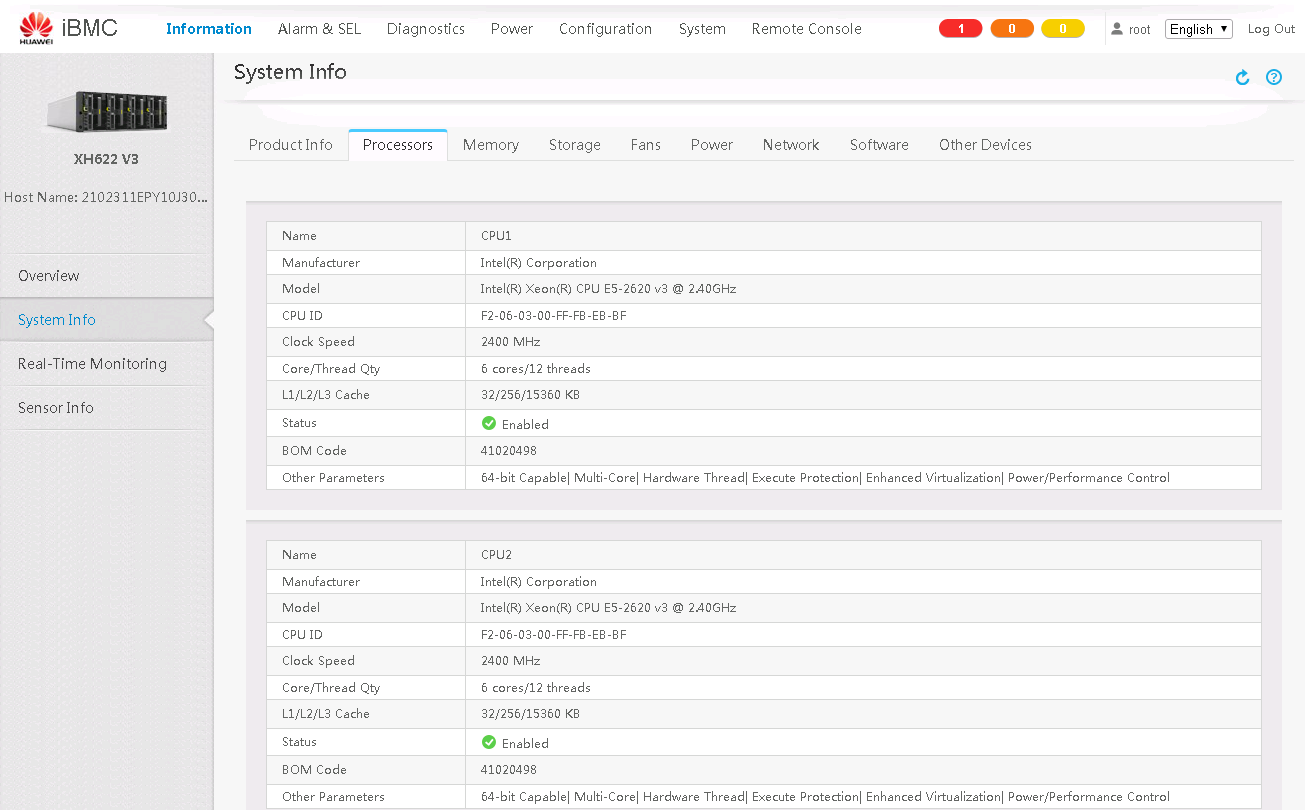 HUAWEI iBMC Information Alarm & SEL Diagnostics Power Configuration System Remote Console 1 0 0 root English Log Out
System Info
XH622 V3
Host Name: 2102311EPY10J30...
Overview
System Info
Real-Time Monitoring
Sensor Info
Product Info Processors Memory Storage Fans Power Network Software Other Devices
Name CPU1
Manufacturer Intel(R) Corporation
Model Intel(R) Xeon(R) CPU E5-2620 v3 @ 2.40GHz
CPU ID F2-06-03-00-FF-FB-EB-BF
Clock Speed 2400 MHz
Core/Thread Qty 6 cores/12 threads
L1/L2/L3 Cache 32/256/15360 KB
Status Enabled
BOM Code 41020498
Other Parameters 64-bit Capable| Multi-Core| Hardware Thread| Execute Protection| Enhanced Virtualization| Power/Performance Control
Name CPU2
Manufacturer Intel(R) Corporation
Model Intel(R) Xeon(R) CPU E5-2620 v3 @ 2.40GHz
CPU ID F2-06-03-00-FF-FB-EB-BF
Clock Speed 2400 MHz
Core/Thread Qty 6 cores/12 threads
L1/L2/L3 Cache 32/256/15360 KB
Status Enabled
BOM Code 41020498
Other Parameters 64-bit Capable| Multi-Core| Hardware Thread| Execute Protection| Enhanced Virtualization| Power/Performance Control